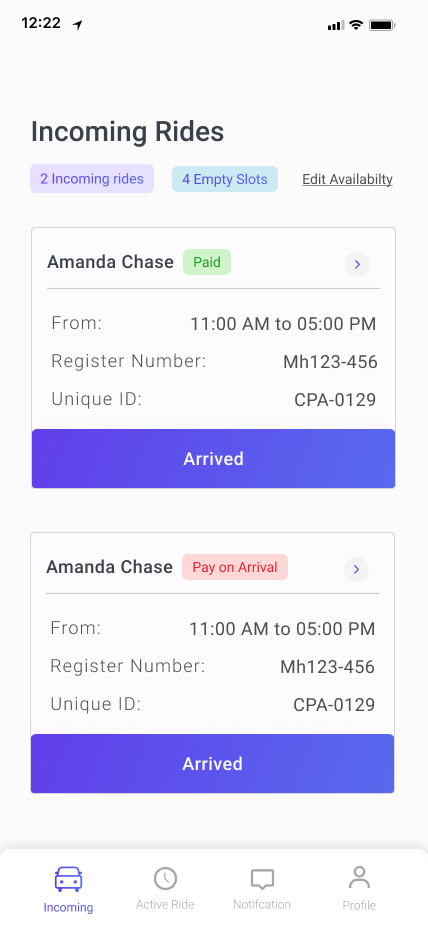 12:22
Incoming Rides
2 Incoming rides 4 Empty Slots Edit Availabilty
Amanda Chase Paid
From: 11:00 AM to 05:00 PM
Register Number: Mh123-456
Unique ID: CPA-0129
Arrived
Amanda Chase Pay on Arrival
From: 11:00 AM to 05:00 PM
Register Number: Mh123-456
Unique ID: CPA-0129
Arrived
Incoming Active Ride Notifcation Profile